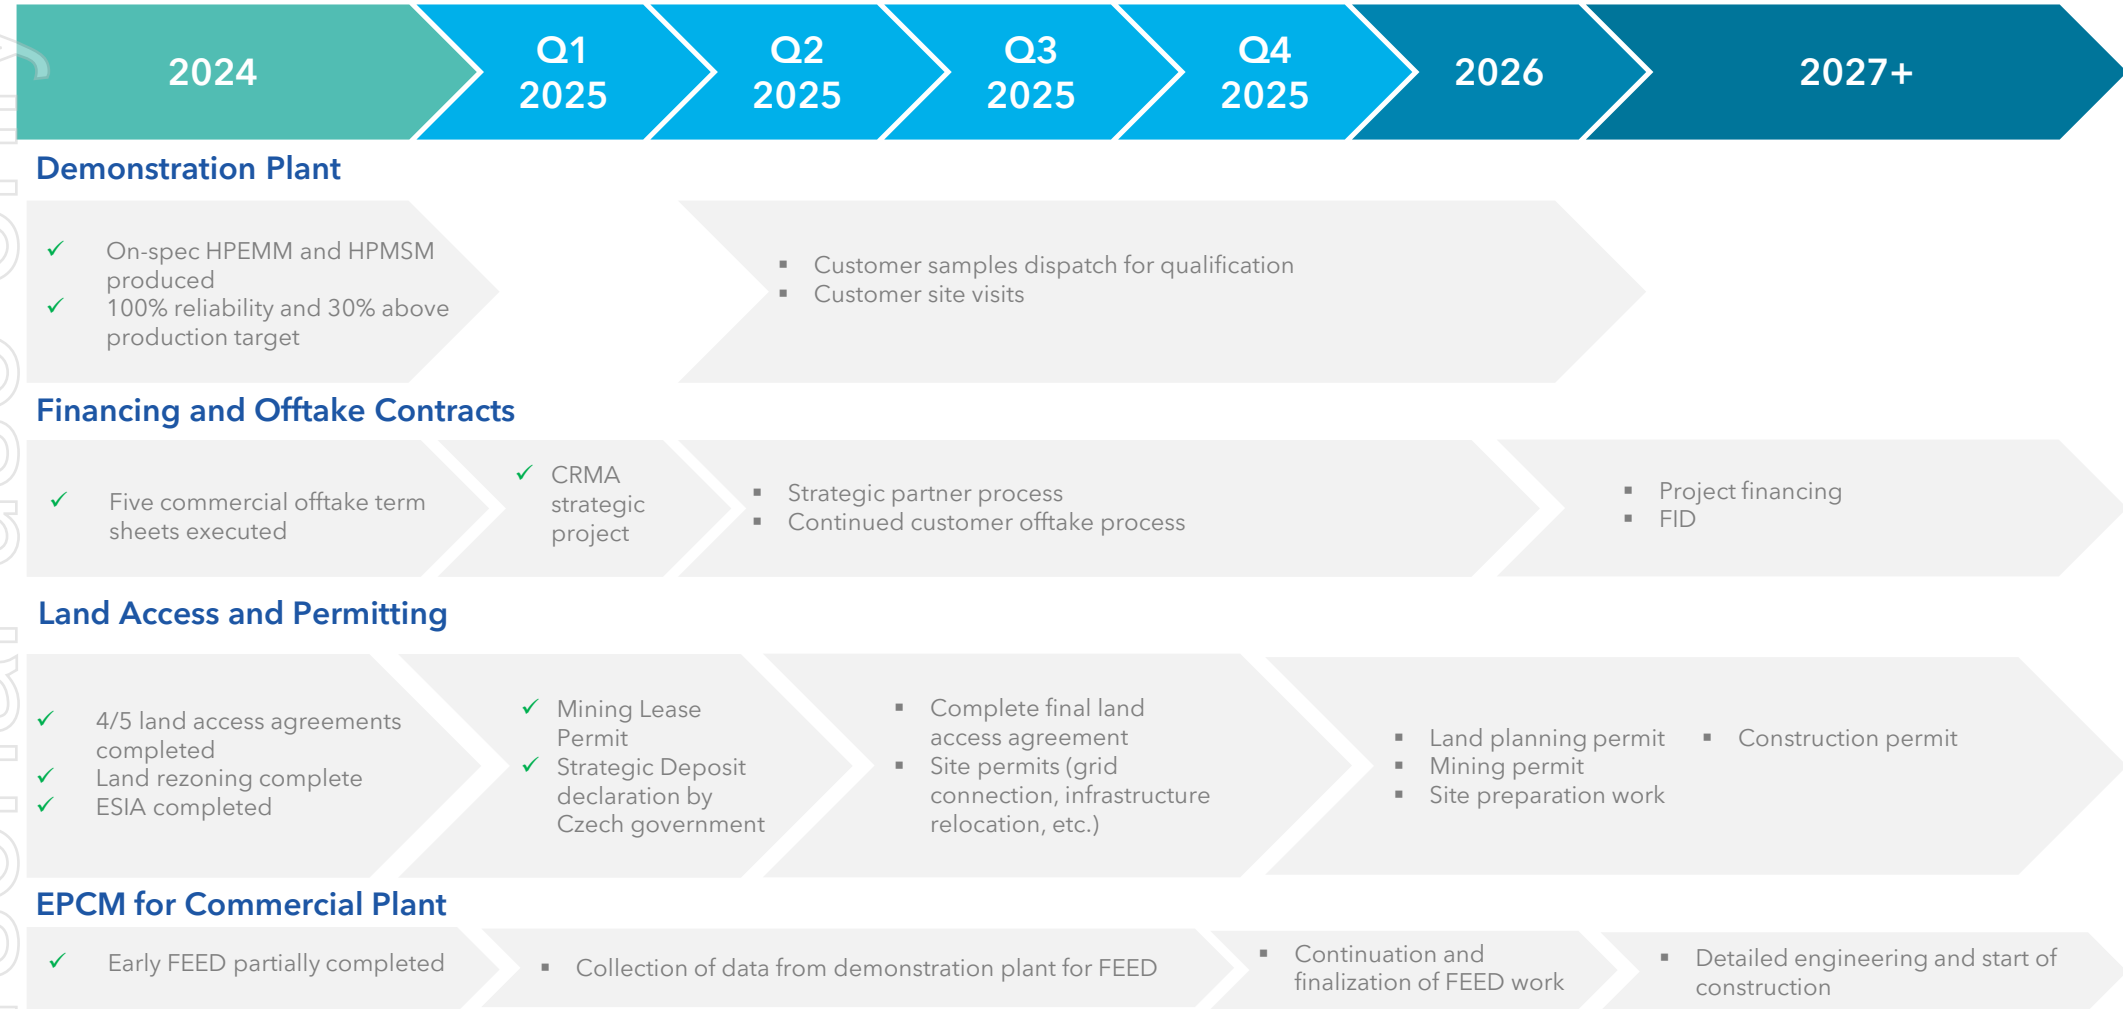 2024
Q1
2025
Q2
2025
Q3
2025
Q4
2025
2026
2027+
Demonstration Plant
✓ On-spec HPEMM and HPMSM
produced
✓ 100% reliability and 30% above
production target
▪ Customer samples dispatch for qualification
▪ Customer site visits
Financing and Offtake Contracts
✓ Five commercial offtake term
sheets executed
✓ CRMA
strategic
project
▪ Strategic partner process
▪ Continued customer offtake process
▪ Project financing
▪ FID
Land Access and Permitting
✓ 4/5 land access agreements
completed
✓ Land rezoning complete
✓ ESIA completed
✓ Mining Lease
Permit
✓ Strategic Deposit
declaration by
Czech government
▪ Complete final land
access agreement
▪ Site permits (grid
connection, infrastructure
relocation, etc.)
▪ Land planning permit
▪ Mining permit
▪ Site preparation work
▪ Construction permit
EPCM for Commercial Plant
✓ Early FEED partially completed
▪ Collection of data from demonstration plant for FEED
▪ Continuation and
finalization of FEED work
▪ Detailed engineering and start of
construction